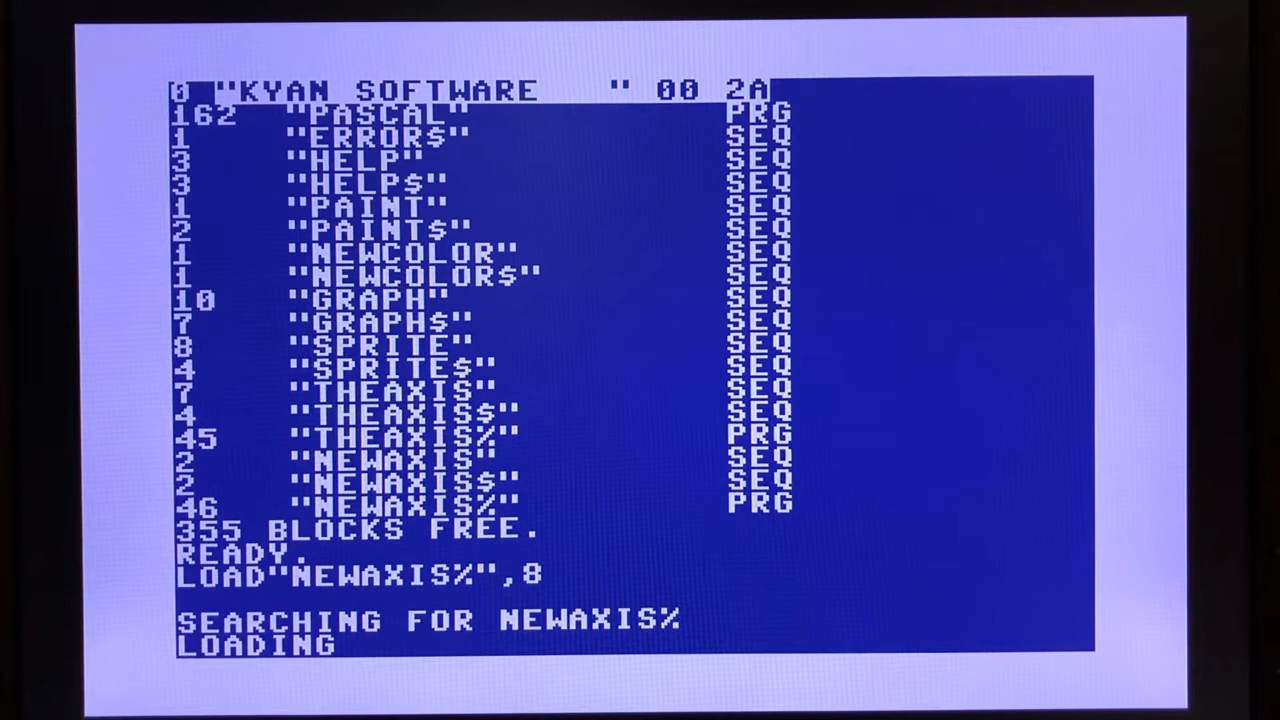 0 "KYAN SOFTWARE   " 00 2A
162 "PASCAL" PRG
1 "ERROR$" SEQ
3 "HELP" SEQ
3 "HELP$" SEQ
1 "PAINT" SEQ
2 "PAINT$" SEQ
1 "NEWCOLOR" SEQ
1 "NEWCOLOR$" SEQ
10 "GRAPH" SEQ
7 "GRAPH$" SEQ
8 "SPRITE" SEQ
4 "SPRITE$" SEQ
7 "THEAXIS" SEQ
4 "THEAXIS$" SEQ
45 "THEAXIS%" PRG
2 "NEWAXIS" SEQ
2 "NEWAXIS$" SEQ
46 "NEWAXIS%" PRG
355 BLOCKS FREE.
READY.
LOAD"NEWAXIS%",8
SEARCHING FOR NEWAXIS%
LOADING